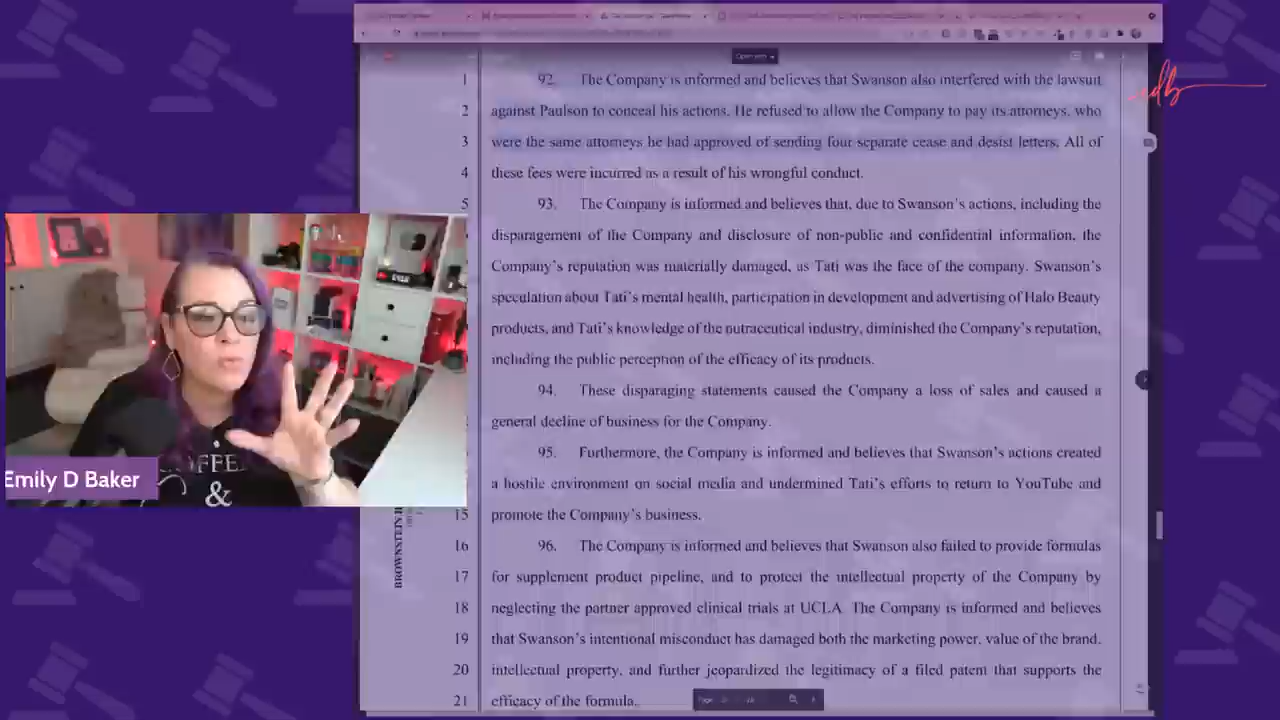 Open with
edb
1 92. The Company is informed and believes that Swanson also interfered with the lawsuit
2 against Paulson to conceal his actions. He refused to allow the Company to pay its attorneys, who
3 were the same attorneys he had approved of sending four separate cease and desist letters. All of
4 these fees were incurred as a result of his wrongful conduct.
5 93. The Company is informed and believes that, due to Swanson's actions, including the
disparagement of the Company and disclosure of non-public and confidential information, the
Company's reputation was materially damaged, as Tati was the face of the company. Swanson's
speculation about Tati's mental health, participation in development and advertising of Halo Beauty
products, and Tati's knowledge of the nutraceutical industry, diminished the Company's reputation,
including the public perception of the efficacy of its products.
94. These disparaging statements caused the Company a loss of sales and caused a
general decline of business for the Company.
95. Furthermore, the Company is informed and believes that Swanson's actions created
a hostile environment on social media and undermined Tati's efforts to return to YouTube and
15 promote the Company's business.
16 96. The Company is informed and believes that Swanson also failed to provide formulas
17 for supplement product pipeline, and to protect the intellectual property of the Company by
18 neglecting the partner approved clinical trials at UCLA. The Company is informed and believes
19 that Swanson's intentional misconduct has damaged both the marketing power, value of the brand,
20 intellectual property, and further jeopardized the legitimacy of a filed patent that supports the
21 efficacy of the formula.
Page
BROWNSTEIN
COFFEE
&
Emily D Baker